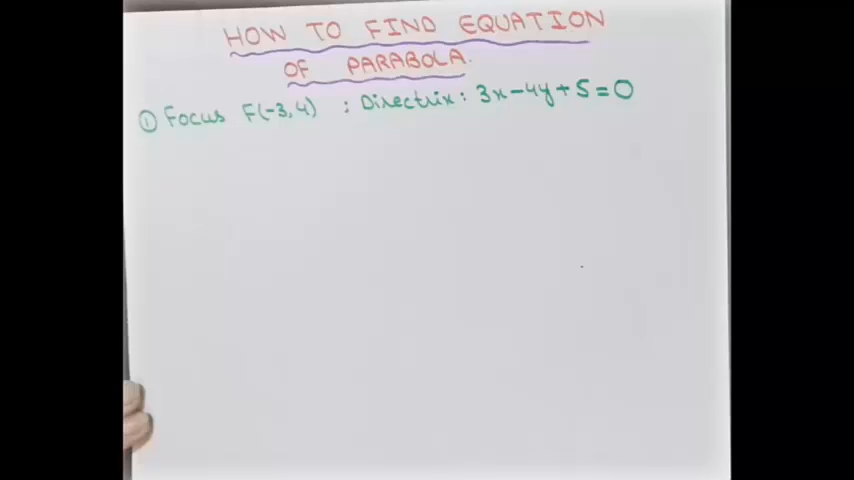 HOW TO FIND EQUATION
OF PARABOLA.
① Focus F(-3,4) : Directrix: 3x-4y+5=0